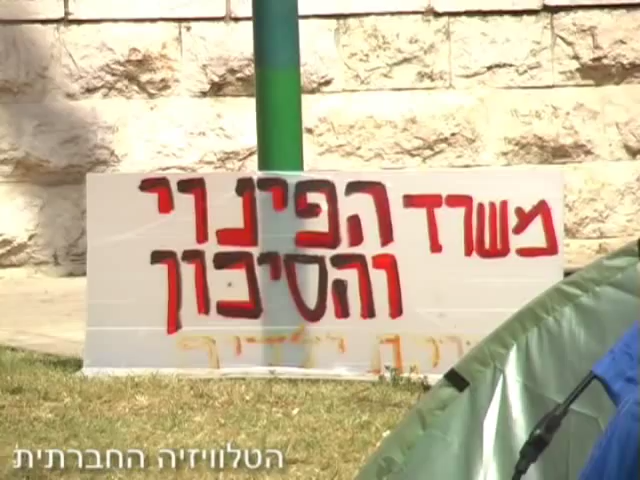 משרד הפינוי
והסיכון
הטלוויזיה החברתית